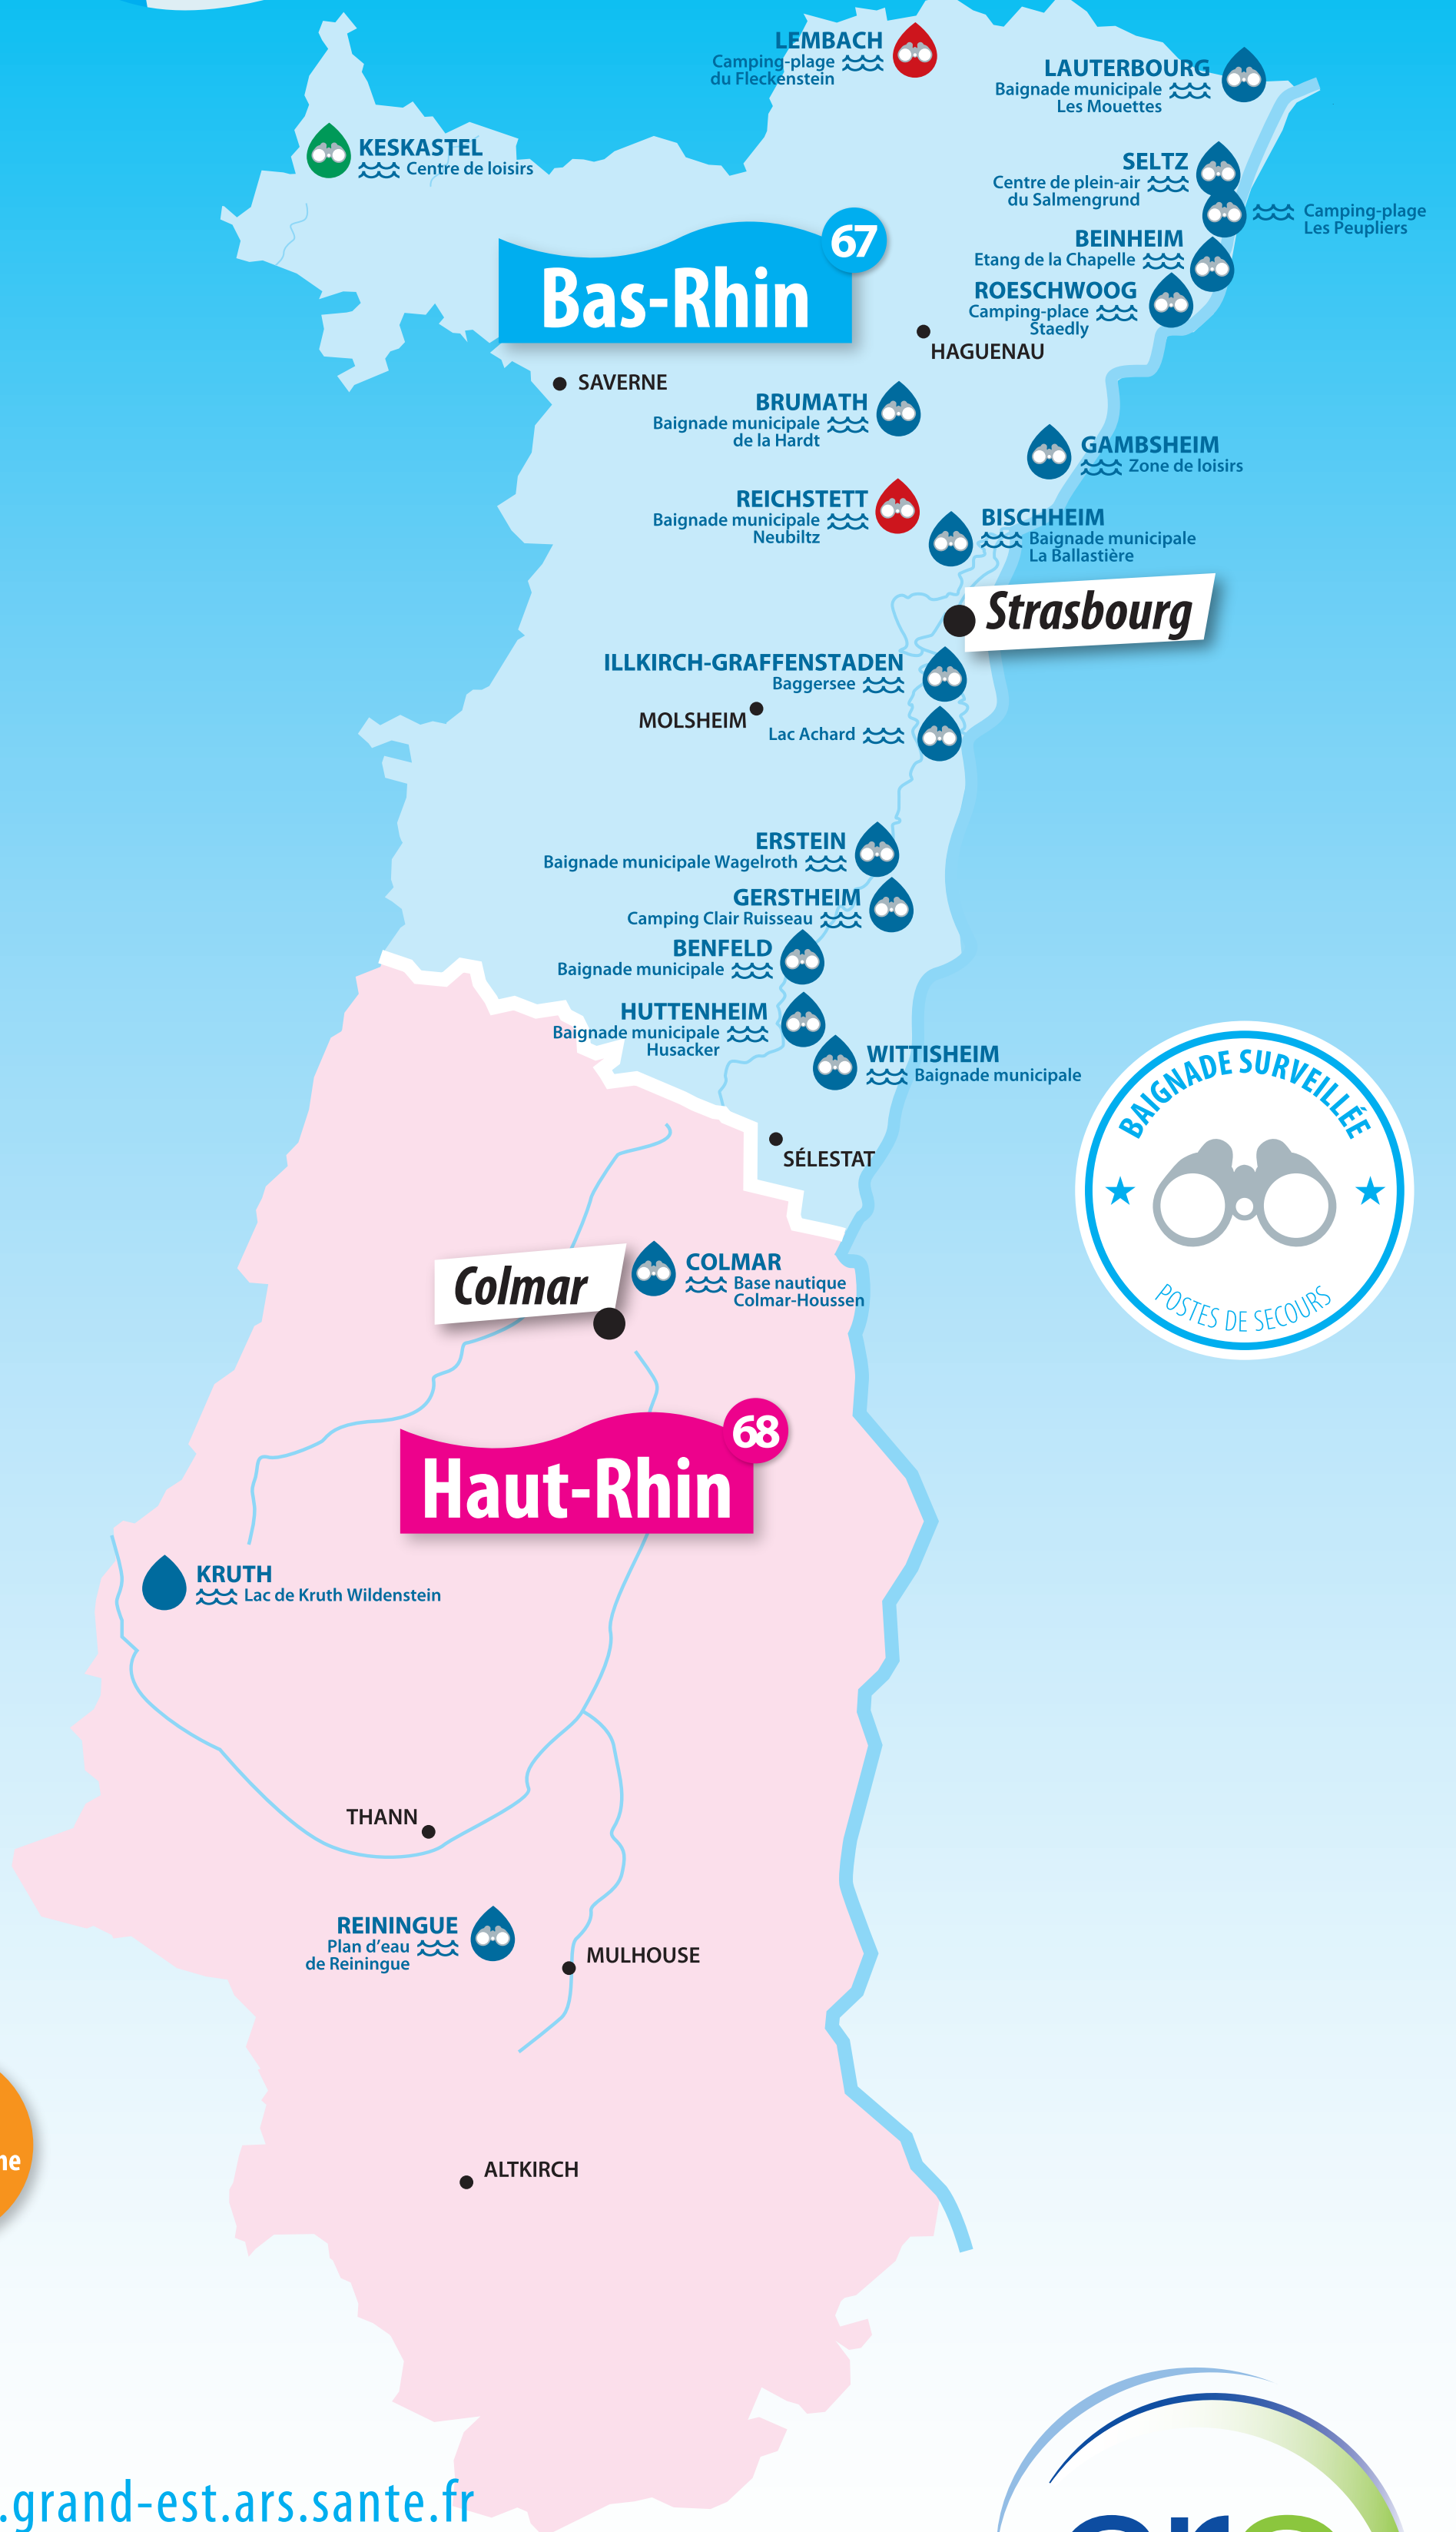 LEMBACH
Camping-plage
du Fleckenstein
LAUTERBOURG
Baignade municipale
Les Mouettes
KESKASTEL
Centre de loisirs
SELTZ
Centre de plein-air
du Salmengrund
Camping-plage
Les Peupliers
67
Bas-Rhin
BEINHEIM
Etang de la Chapelle
ROESCHWOOG
Camping-place
Staedly
HAGUENAU
SAVERNE
BRUMATH
Baignade municipale
de la Hardt
GAMBSHEIM
Zone de loisirs
REICHSTETT
Baignade municipale
Neubiltz
BISCHHEIM
Baignade municipale
La Ballastière
Strasbourg
ILLKIRCH-GRAFFENSTADEN
Baggersee
MOLSHEIM
Lac Achard
ERSTEIN
Baignade municipale Wagelroth
GERSTHEIM
Camping Clair Ruisseau
BENFELD
Baignade municipale
HUTTENHEIM
Baignade municipale
Husacker
WITTISHEIM
Baignade municipale
BAIGNADE SURVEILLÉE
POSTES DE SECOURS
SÉLESTAT
COLMAR
Base nautique
Colmar-Houssen
Colmar
68
Haut-Rhin
KRUTH
Lac de Kruth Wildenstein
THANN
REININGUE
Plan d'eau
de Reiningue
MULHOUSE
ne
ALTKIRCH
.grand-est.ars.sante.fr